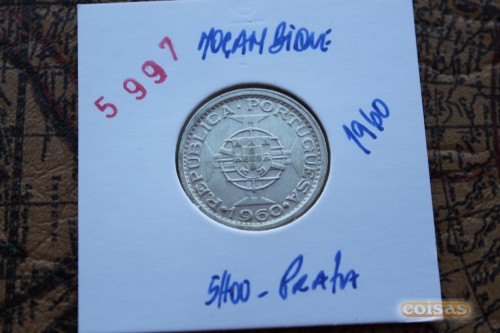 MOÇAMBIQUE
5997
1960
REPUBLICA · PORTUGUESA
· 1960 ·
5$00 - PRATA
coisas